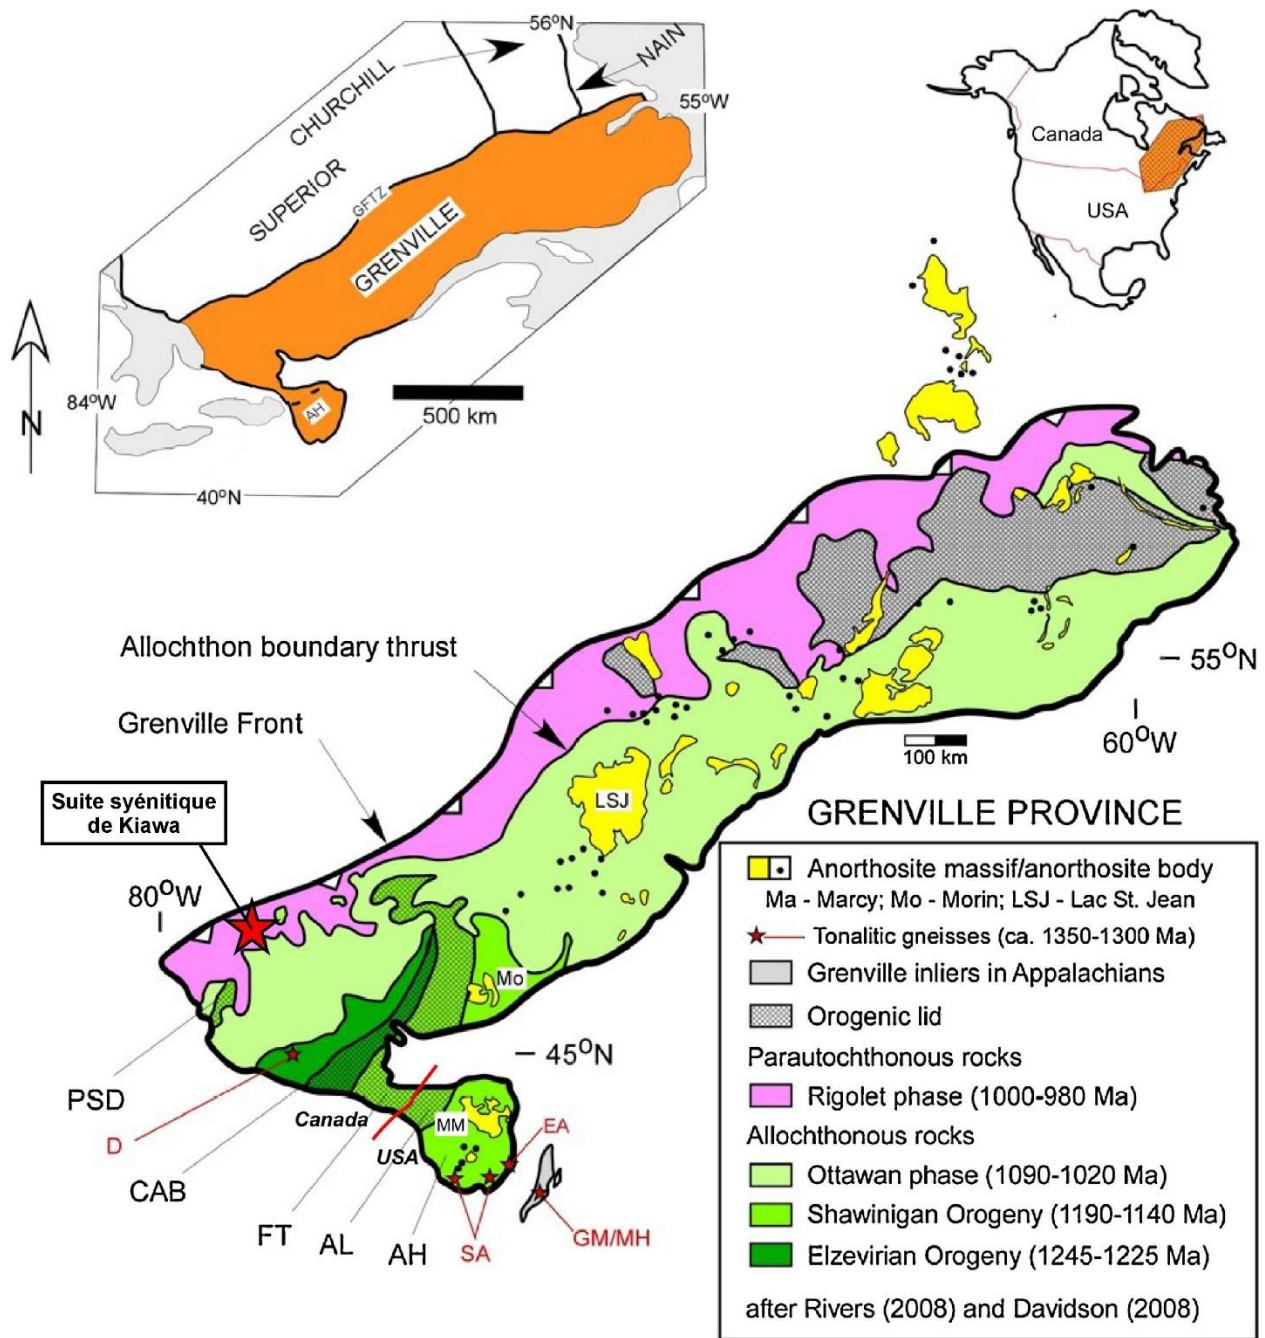 56°N
CHURCHILL
NAIN
55°W
SUPERIOR
GFTZ
GRENVILLE
N
84°W
AH
500 km
40°N
Canada
USA
Allochthon boundary thrust
Grenville Front
Suite syénitique
de Kiawa
80°W
LSJ
100 km
55°N
60°W
Mo
45°N
PSD
D
CAB
Canada
USA
MM
EA
FT
AL
AH
SA
GM/MH
GRENVILLE PROVINCE
Anorthosite massif/anorthosite body
Ma - Marcy; Mo - Morin; LSJ - Lac St. Jean
Tonalitic gneisses (ca. 1350-1300 Ma)
Grenville inliers in Appalachians
Orogenic lid
Parautochthonous rocks
Rigolet phase (1000-980 Ma)
Allochthonous rocks
Ottawan phase (1090-1020 Ma)
Shawinigan Orogeny (1190-1140 Ma)
Elzevirian Orogeny (1245-1225 Ma)
after Rivers (2008) and Davidson (2008)